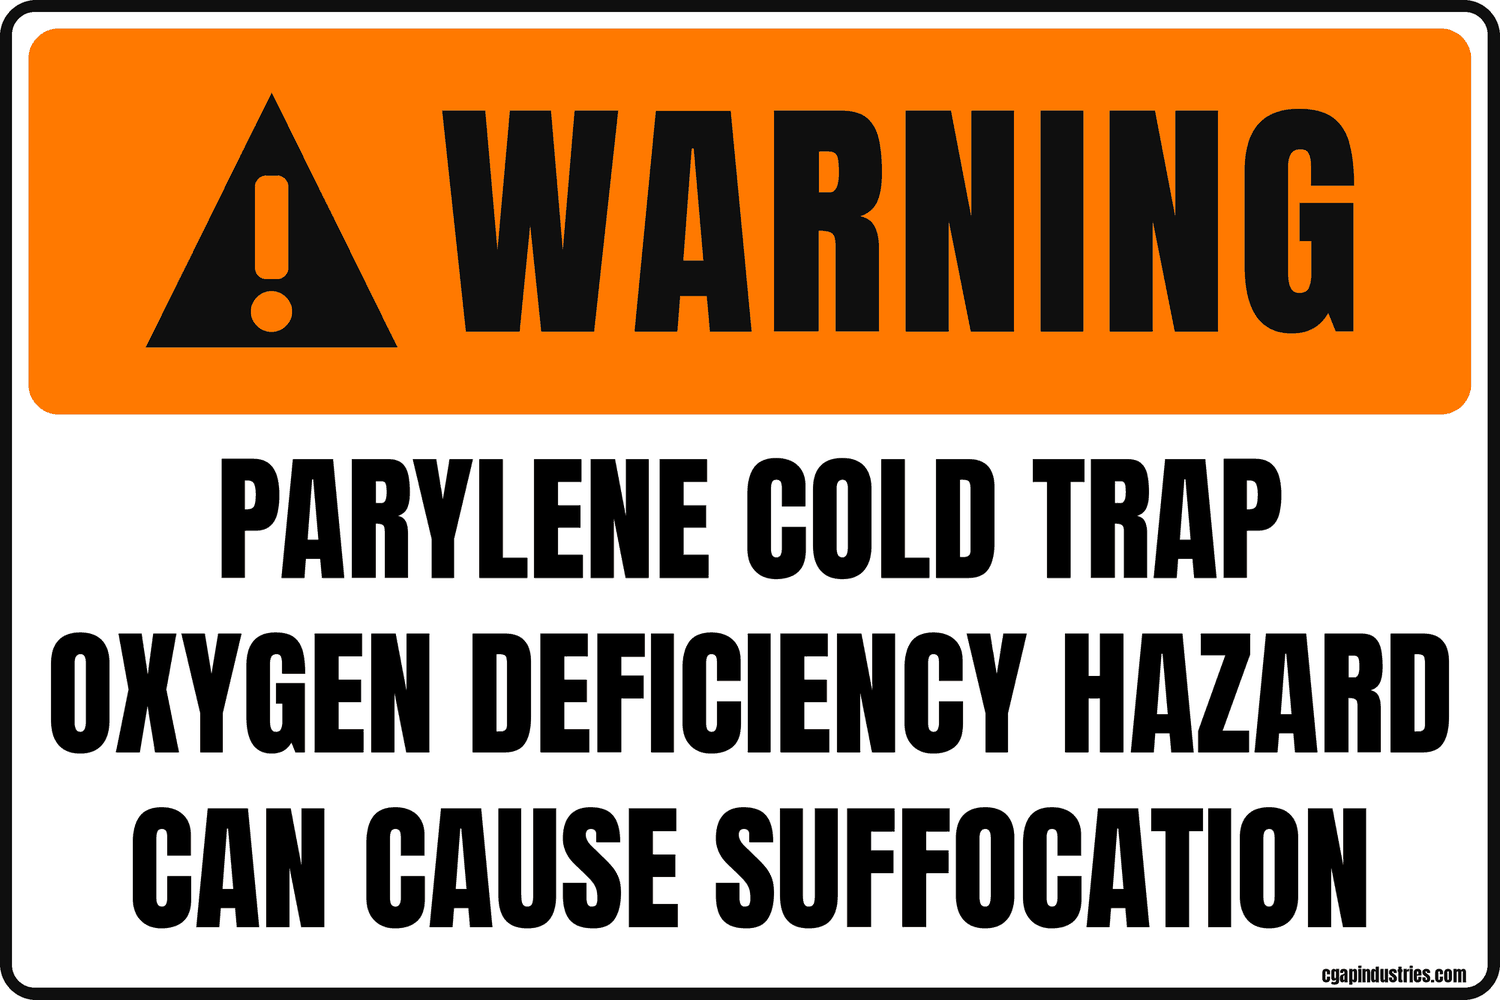 WARNING
PARYLENE COLD TRAP
OXYGEN DEFICIENCY HAZARD
CAN CAUSE SUFFOCATION
cgapindustries.com